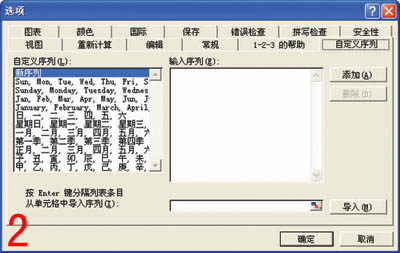 选项
图表 颜色 国际 保存 错误检查 拼写检查 安全性
视图 重新计算 编辑 常规 1-2-3 的帮助 自定义序列
自定义序列(L): 输入序列(E):
新序列
Sun, Mon, Tue, Wed, Thu, Fri, S
Sunday, Monday, Tuesday, Wednes
Jan, Feb, Mar, Apr, May, Jun, J
January, February, March, April
日, 一, 二, 三, 四, 五, 六
星期日, 星期一, 星期二, 星期三,
一月, 二月, 三月, 四月, 五月, 六
第一季, 第二季, 第三季, 第四季
正月, 二月, 三月, 四月, 五月, 六
子, 丑, 寅, 卯, 辰, 巳, 午, 未,
甲, 乙, 丙, 丁, 戊, 己, 庚, 辛,
添加(A)
删除(D)
按 Enter 键分隔列表条目
从单元格中导入序列(I):
导入(M)
2
确定 取消